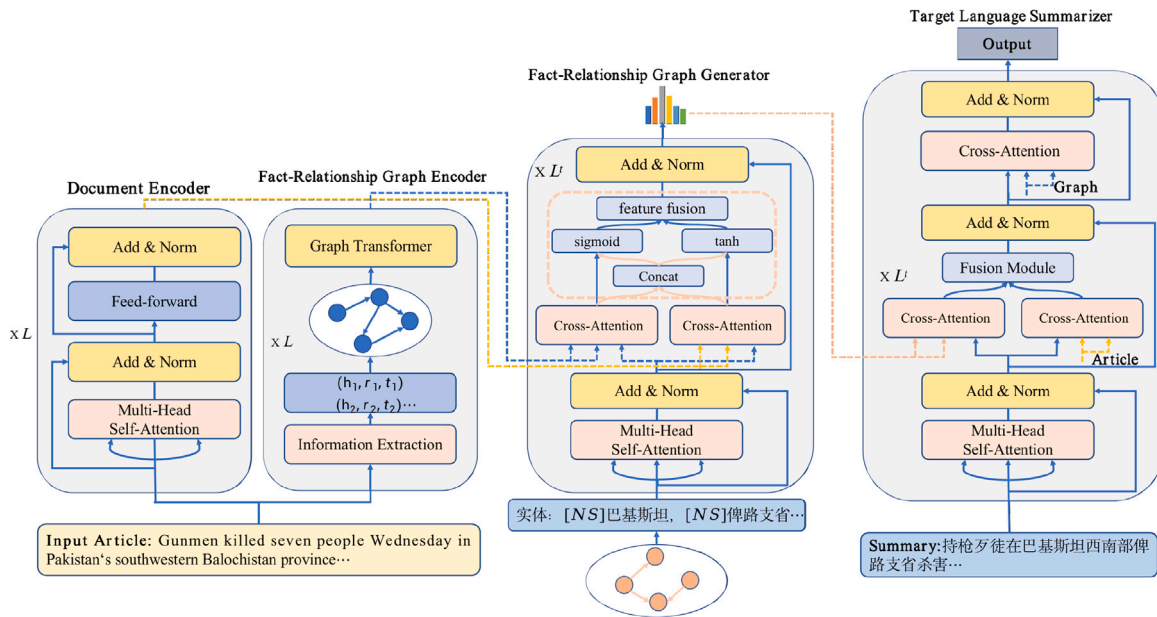 Target Language Summarizer
Output
Add & Norm
Cross-Attention
Graph
Add & Norm
Fusion Module
x Lᵗ
Cross-Attention
Cross-Attention
Article
Add & Norm
Multi-Head
Self-Attention
Summary:持枪歹徒在巴基斯坦西南部俾
路支省杀害…
Fact-Relationship Graph Generator
x Lᵗ
Add & Norm
feature fusion
sigmoid
tanh
Concat
Cross-Attention
Cross-Attention
Add & Norm
Multi-Head
Self-Attention
实体: [NS]巴基斯坦, [NS]俾路支省…
Fact-Relationship Graph Encoder
Graph Transformer
x L
(h₁, r₁, t₁)
(h₂, r₂, t₂)…
Information Extraction
Document Encoder
Add & Norm
Feed-forward
x L
Add & Norm
Multi-Head
Self-Attention
Input Article: Gunmen killed seven people Wednesday in
Pakistan‘s southwestern Balochistan province…